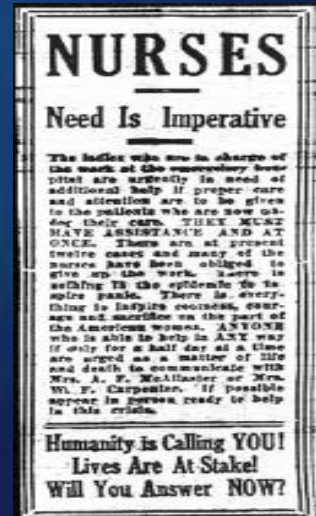 NURSES
Need Is Imperative
The ladies who are in charge of
the work at the emergency hos-
pital are urgently in need of
additional help if proper care
and attention are to be given
to the patients who are now un-
der their care. THEY MUST
HAVE ASSISTANCE AND AT
ONCE. There are at present
twelve cases and many of the
nurses have been obliged to
give up the work. There is
nothing in the epidemic to in-
spire panic. There is every-
thing to inspire coolness, cour-
age and sacrifice on the part of
the American women. ANYONE
who is able to help in ANY way
if only for a half day at a time
are urged as a matter of life
and death to communicate with
Mrs. A. F. McAllaster or Mrs.
W. F. Carpenter. If possible
appear in person ready to help
in this crisis.
Humanity is Calling YOU!
Lives Are At Stake!
Will You Answer NOW?